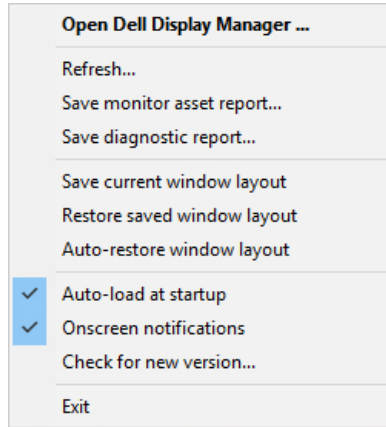 Open Dell Display Manager ...
Refresh...
Save monitor asset report...
Save diagnostic report...
Save current window layout
Restore saved window layout
Auto-restore window layout
Auto-load at startup
Onscreen notifications
Check for new version...
Exit